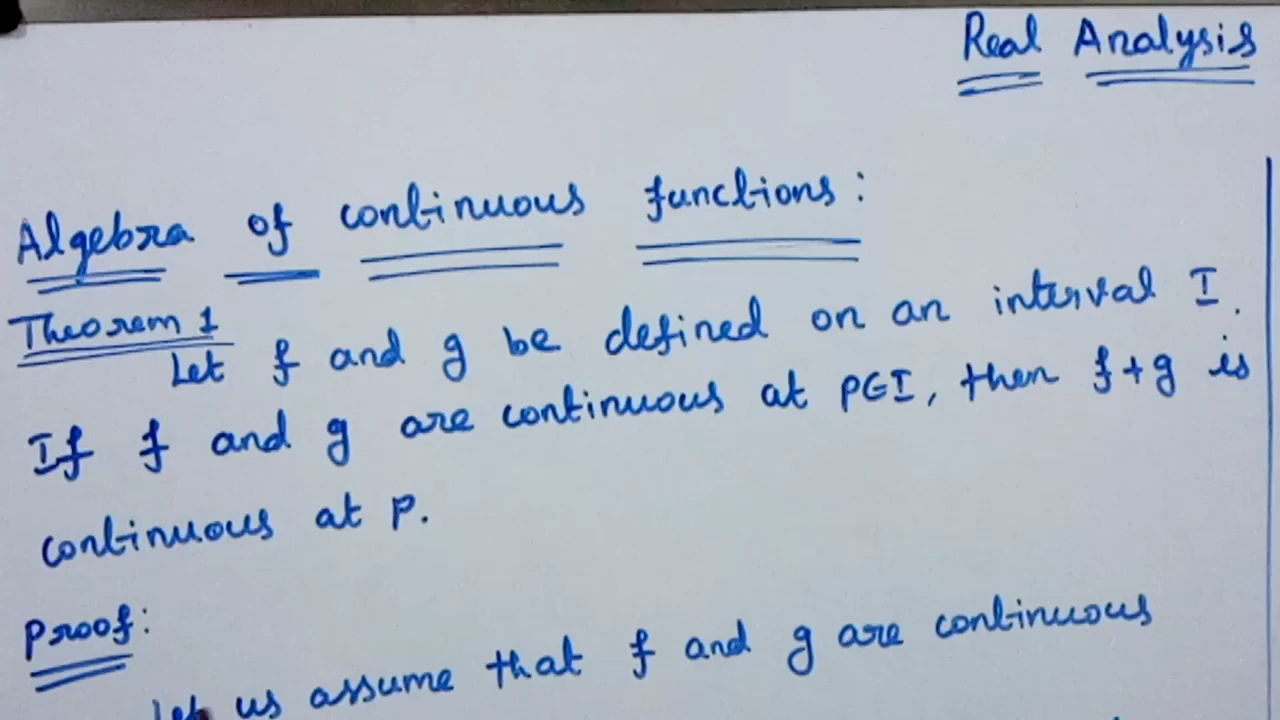 Real Analysis
Algebra of continuous functions:
Theorem 1
Let f and g be defined on an interval I.
If f and g are continuous at P∈I, then f+g is
continuous at P.
Proof:
Let us assume that f and g are continuous